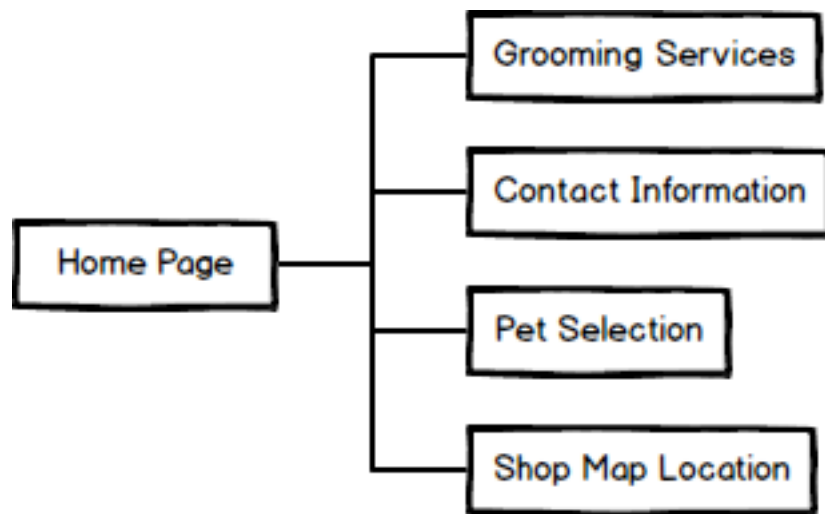 Grooming Services
Contact Information
Home Page
Pet Selection
Shop Map Location